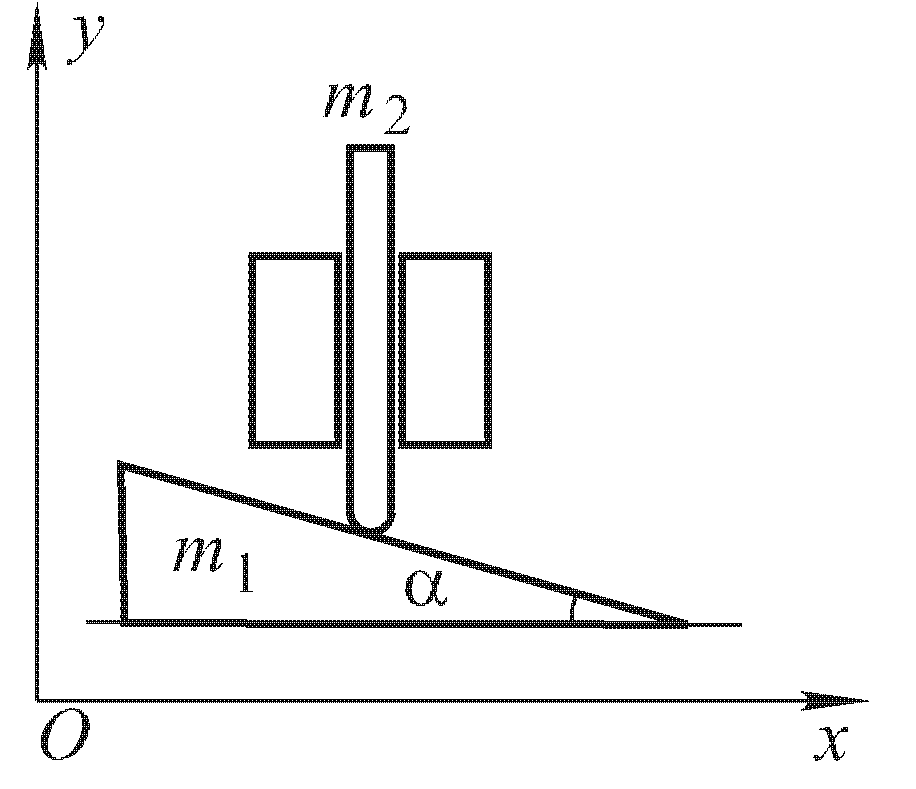 y
m₂
m₁
α
O
x